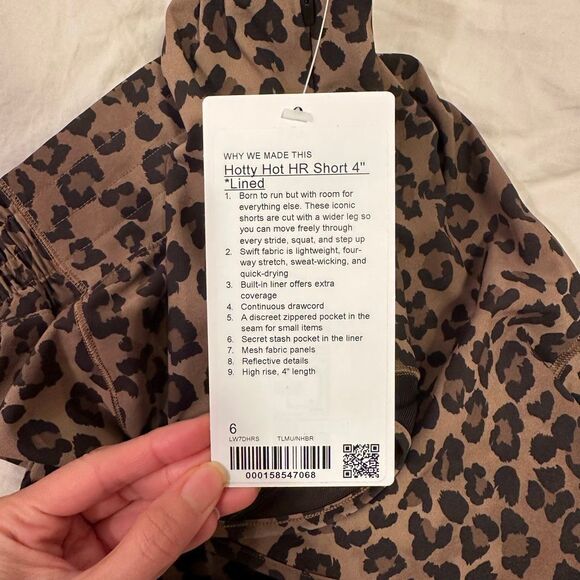 WHY WE MADE THIS
Hotty Hot HR Short 4"
*Lined
1. Born to run but with room for
everything else. These iconic
shorts are cut with a wider leg so
you can move freely through
every stride, squat, and step up
2. Swift fabric is lightweight, four-
way stretch, sweat-wicking, and
quick-drying
3. Built-in liner offers extra
coverage
4. Continuous drawcord
5. A discreet zippered pocket in the
seam for small items
6. Secret stash pocket in the liner
7. Mesh fabric panels
8. Reflective details
9. High rise, 4" length
6
LW7DHRS TLMU/NHBR
000158547068